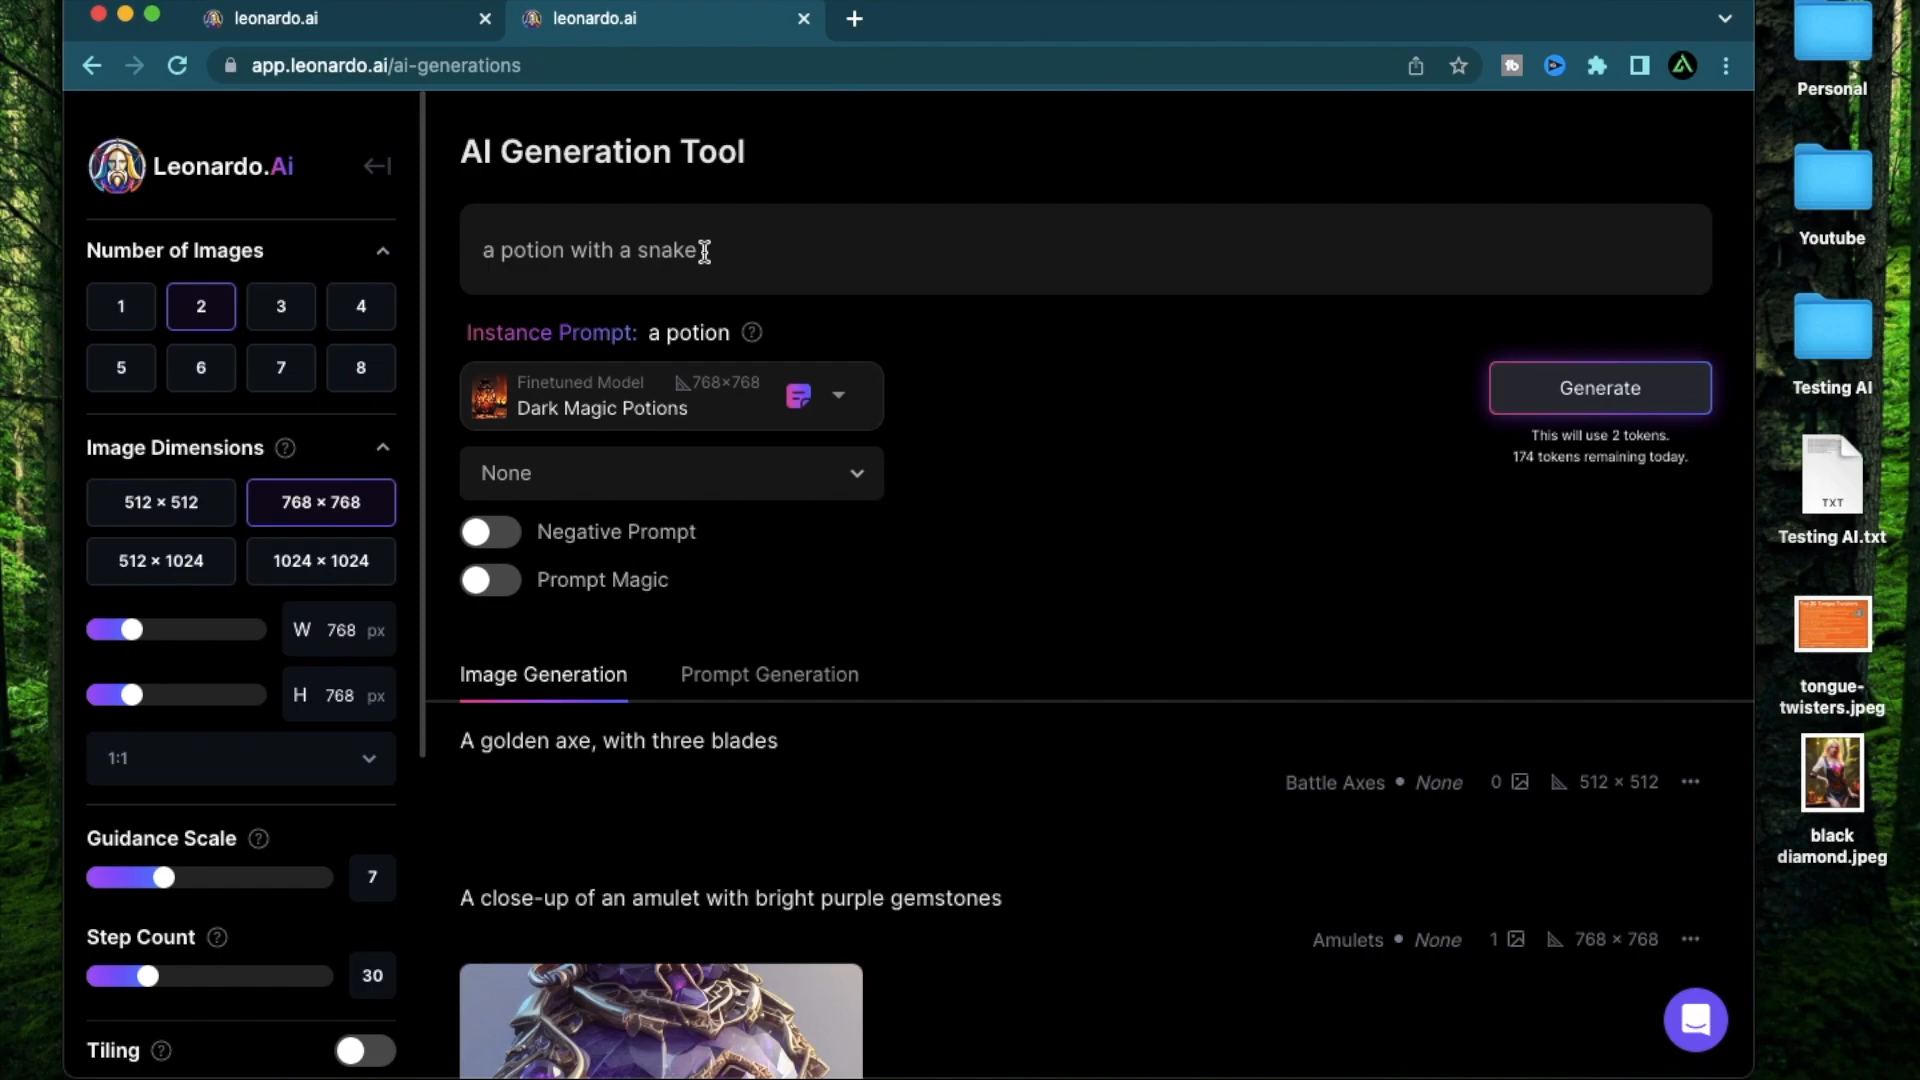 leonardo.ai
leonardo.ai
app.leonardo.ai/ai-generations
Leonardo.Ai
Number of Images
1
2
3
4
5
6
7
8
Image Dimensions
512 × 512
768 × 768
512 × 1024
1024 × 1024
W 768 px
H 768 px
1:1
Guidance Scale
7
Step Count
30
Tiling
AI Generation Tool
a potion with a snake
Instance Prompt: a potion
Finetuned Model 768×768
Dark Magic Potions
None
Negative Prompt
Prompt Magic
Generate
This will use 2 tokens.
174 tokens remaining today.
Image Generation
Prompt Generation
A golden axe, with three blades
Battle Axes • None 0 512 × 512
A close-up of an amulet with bright purple gemstones
Amulets • None 1 768 × 768
Personal
Youtube
Testing AI
TXT
Testing AI.txt
tongue-
twisters.jpeg
black
diamond.jpeg